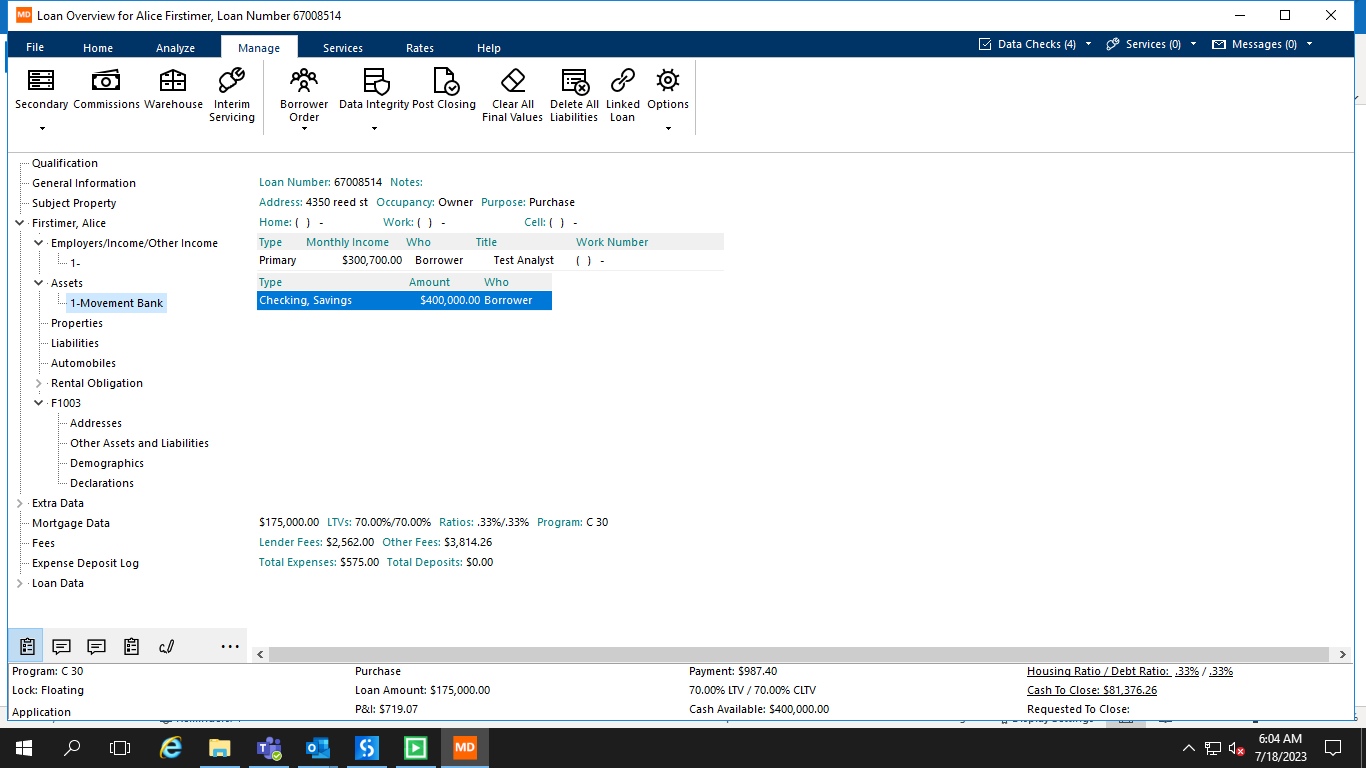 MD Loan Overview for Alice Firstimer, Loan Number 67008514
File Home Analyze Manage Services Rates Help Data Checks (4) Services (0) Messages (0)
Secondary Commissions Warehouse Interim Servicing Borrower Order Data Integrity Post Closing Clear All Final Values Delete All Liabilities Linked Loan Options
Qualification
General Information
Subject Property
Firstimer, Alice
Employers/Income/Other Income
1-
Assets
1-Movement Bank
Properties
Liabilities
Automobiles
Rental Obligation
F1003
Addresses
Other Assets and Liabilities
Demographics
Declarations
Extra Data
Mortgage Data
Fees
Expense Deposit Log
Loan Data
Loan Number: 67008514 Notes:
Address: 4350 reed st Occupancy: Owner Purpose: Purchase
Home: ( ) - Work: ( ) - Cell: ( ) -
Type Monthly Income Who Title Work Number
Primary $300,700.00 Borrower Test Analyst ( ) -
Type Amount Who
Checking, Savings $400,000.00 Borrower
$175,000.00 LTVs: 70.00%/70.00% Ratios: .33%/.33% Program: C 30
Lender Fees: $2,562.00 Other Fees: $3,814.26
Total Expenses: $575.00 Total Deposits: $0.00
Program: C 30 Purchase Payment: $987.40 Housing Ratio / Debt Ratio: .33% / .33%
Lock: Floating Loan Amount: $175,000.00 70.00% LTV / 70.00% CLTV Cash To Close: $81,376.26
Application P&I: $719.07 Cash Available: $400,000.00 Requested To Close:
MD
6:04 AM
7/18/2023